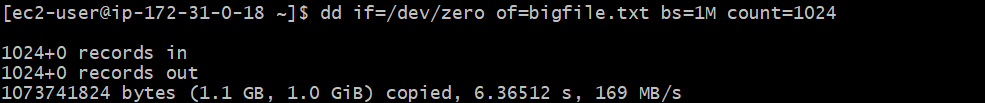 [ec2-user@ip-172-31-0-18 ~]$ dd if=/dev/zero of=bigfile.txt bs=1M count=1024
1024+0 records in
1024+0 records out
1073741824 bytes (1.1 GB, 1.0 GiB) copied, 6.36512 s, 169 MB/s